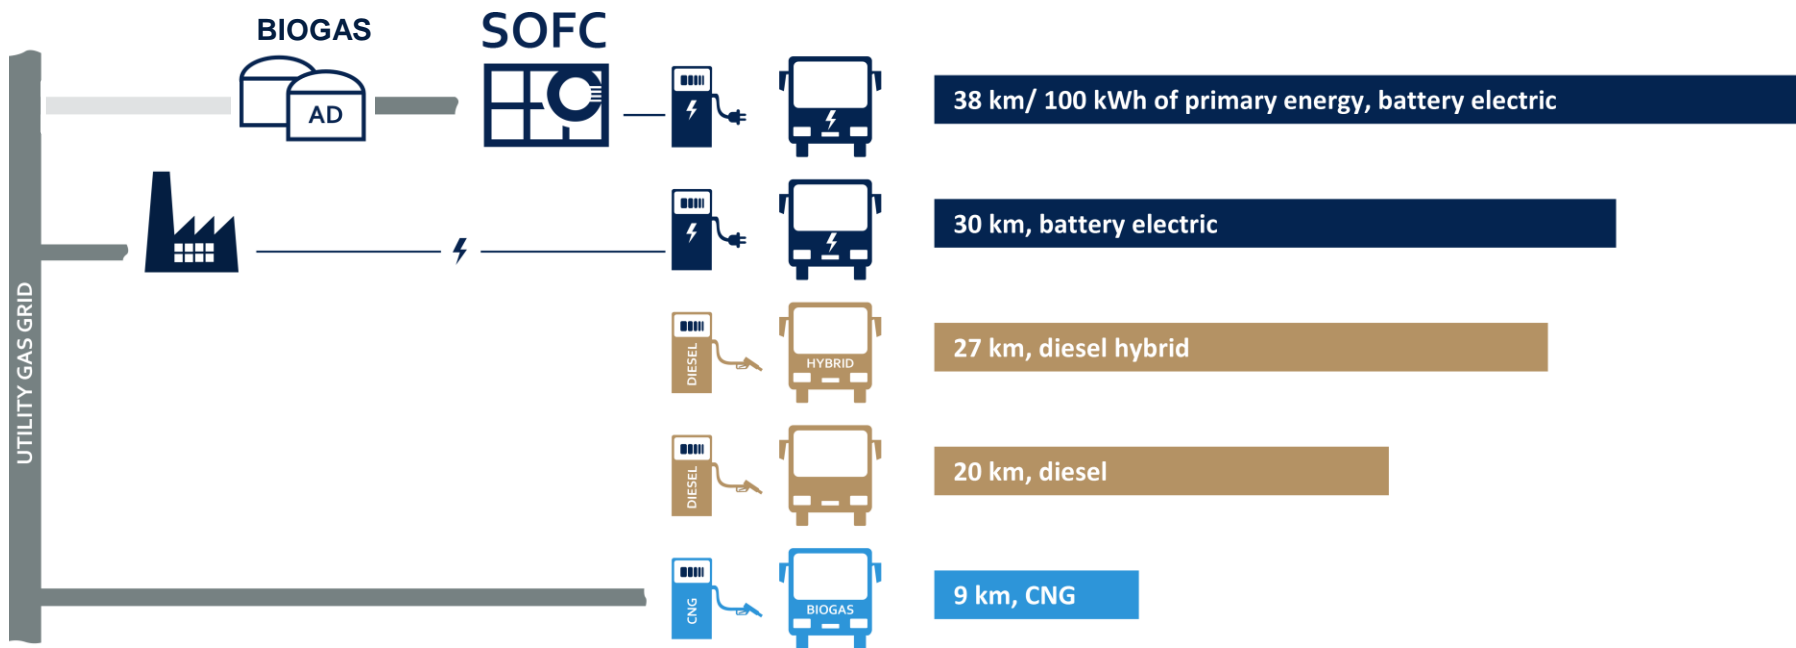 BIOGAS
SOFC
AD
38 km/ 100 kWh of primary energy, battery electric
30 km, battery electric
UTILITY GAS GRID
DIESEL
HYBRID
27 km, diesel hybrid
DIESEL
20 km, diesel
CNG
BIOGAS
9 km, CNG